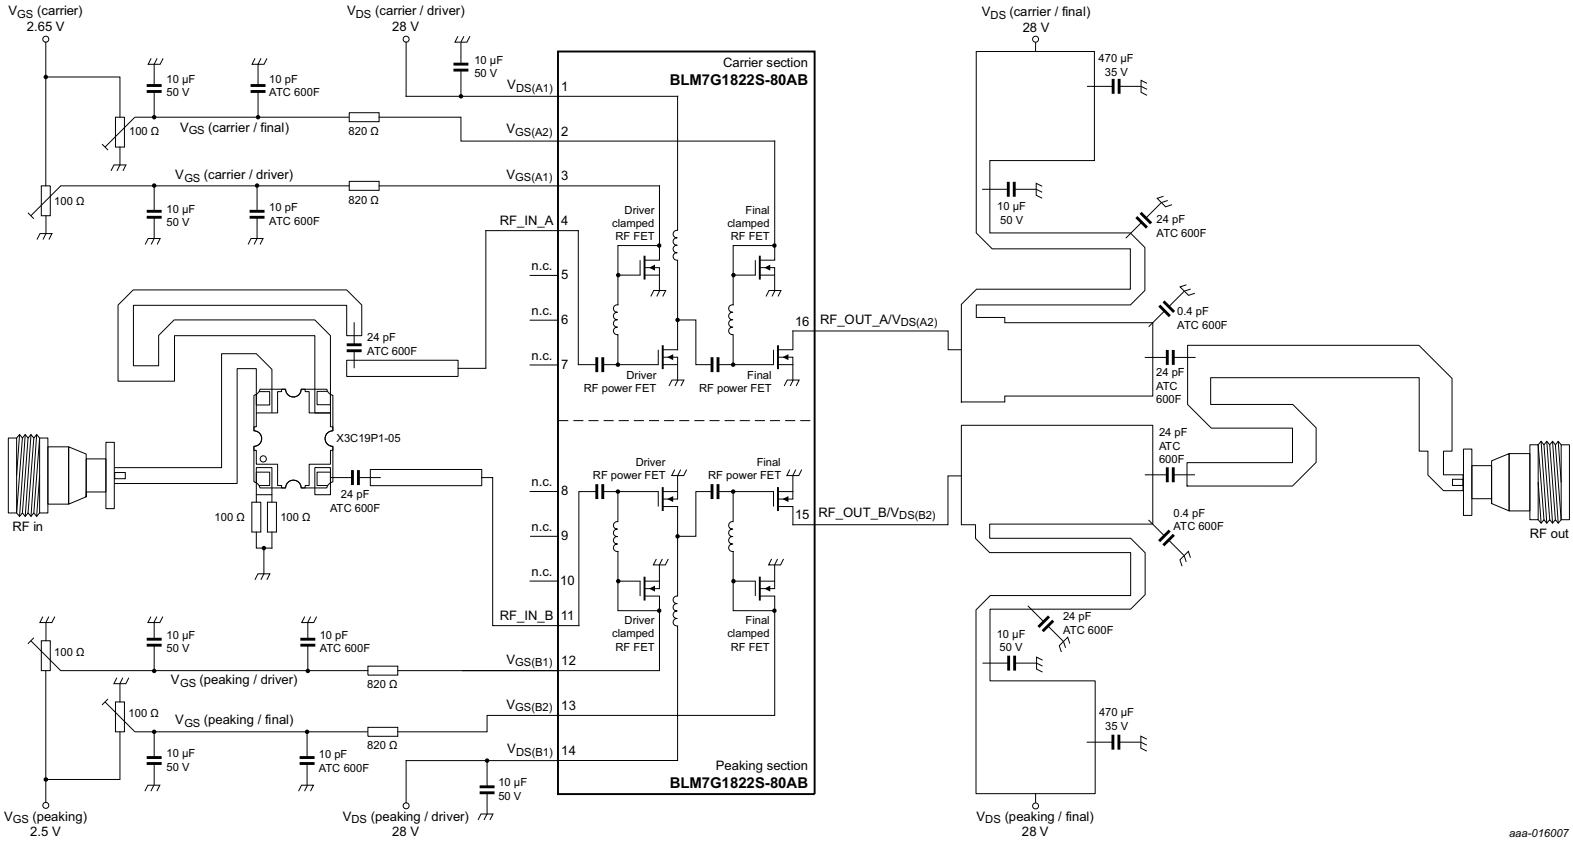 VGS (carrier)
2.65 V
VDS (carrier / driver)
28 V
VDS (carrier / final)
28 V
10 µF
50 V
10 pF
ATC 600F
10 µF
50 V
100 Ω
VGS (carrier / final)
820 Ω
VGS (carrier / driver)
100 Ω
10 µF
50 V
10 pF
ATC 600F
820 Ω
Carrier section
BLM7G1822S-80AB
VDS(A1) 1
VGS(A2) 2
VGS(A1) 3
RF_IN_A 4
n.c. 5
n.c. 6
n.c. 7
Driver
clamped
RF FET
Final
clamped
RF FET
Driver
RF power FET
Final
RF power FET
16 RF_OUT_A/VDS(A2)
470 µF
35 V
10 µF
50 V
24 pF
ATC 600F
0.4 pF
ATC 600F
24 pF
ATC
600F
24 pF
ATC 600F
X3C19P1-05
RF in
100 Ω
100 Ω
24 pF
ATC 600F
Driver
RF power FET
Final
RF power FET
n.c. 8
n.c. 9
n.c. 10
RF_IN_B 11
15 RF_OUT_B/VDS(B2)
Driver
clamped
RF FET
Final
clamped
RF FET
24 pF
ATC
600F
0.4 pF
ATC 600F
RF out
24 pF
ATC 600F
10 µF
50 V
470 µF
35 V
100 Ω
10 µF
50 V
10 pF
ATC 600F
VGS (peaking / driver)
820 Ω
VGS(B1) 12
100 Ω
VGS (peaking / final)
820 Ω
VGS(B2) 13
10 µF
50 V
10 pF
ATC 600F
VDS(B1) 14
10 µF
50 V
Peaking section
BLM7G1822S-80AB
VGS (peaking)
2.5 V
VDS (peaking / driver)
28 V
VDS (peaking / final)
28 V
aaa-016007